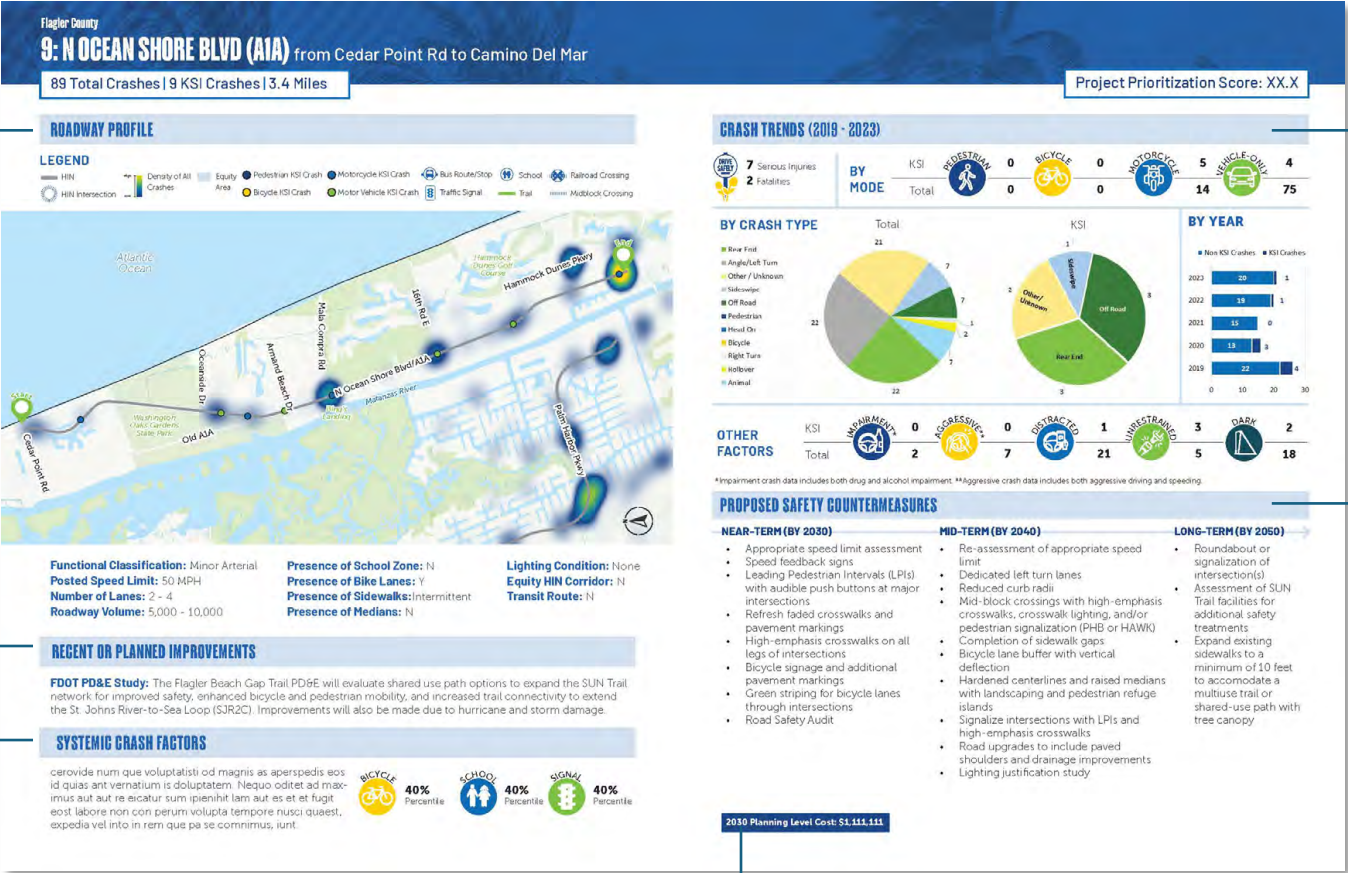 Flagler County
9: N OCEAN SHORE BLVD (A1A) from Cedar Point Rd to Camino Del Mar
89 Total Crashes | 9 KSI Crashes | 3.4 Miles
Project Prioritization Score: XX.X
ROADWAY PROFILE
LEGEND
HIN
HIN Intersection
Density of All
Crashes
Equity
Area
Pedestrian KSI Crash
Bicycle KSI Crash
Motorcycle KSI Crash
Motor Vehicle KSI Crash
Bus Route/Stop
Traffic Signal
School
Trail
Railroad Crossing
Midblock Crossing
Atlantic
Ocean
Hammock
Dunes Golf
Course
Hammock Dunes Pkwy
End
16th Rd E
Mala Compra Rd
N Ocean Shore Blvd/A1A
Matanzas River
Oceanside Dr
Armand Beach Dr
Washington
Oaks Gardens
State Park
Old A1A
Bing's
Landing
Palm Harbor Pkwy
Start
Cedar Point Rd
N
Functional Classification: Minor Arterial
Posted Speed Limit: 50 MPH
Number of Lanes: 2 - 4
Roadway Volume: 5,000 - 10,000
Presence of School Zone: N
Presence of Bike Lanes: Y
Presence of Sidewalks: Intermittent
Presence of Medians: N
Lighting Condition: None
Equity HIN Corridor: N
Transit Route: N
RECENT OR PLANNED IMPROVEMENTS
FDOT PD&E Study: The Flagler Beach Gap Trail PD&E will evaluate shared use path options to expand the SUN Trail
network for improved safety, enhanced bicycle and pedestrian mobility, and increased trail connectivity to extend
the St. Johns River-to-Sea Loop (SJR2C). Improvements will also be made due to hurricane and storm damage.
SYSTEMIC CRASH FACTORS
cerovide num que voluptatisti od magnis as aperspedis eos
id quias ant vernatium is doluptatem. Nequo oditet ad max-
imus aut aut re eicatur sum ipienihit lam aut es et et fugit
eost labore non con perum volupta tempore nusci quaest,
expedia vel into in rem que pa se comnimus, iunt.
BICYCLE
40%
Percentile
SCHOOL
40%
Percentile
SIGNAL
40%
Percentile
CRASH TRENDS (2019 - 2023)
DRIVE
SAFELY
7 Serious Injuries
2 Fatalities
BY
MODE
KSI
Total
PEDESTRIAN
0
0
BICYCLE
0
0
MOTORCYCLE
5
14
VEHICLE-ONLY
4
75
BY CRASH TYPE
Rear End
Angle/Left Turn
Other / Unknown
Sideswipe
Off Road
Pedestrian
Head On
Bicycle
Right Turn
Rollover
Animal
Total
21
7
7
1
2
7
22
22
KSI
1
3
3
2
Sideswipe
Off Road
Rear End
Other/
Unknown
BY YEAR
Non KSI Crashes
KSI Crashes
2023 20 1
2022 19 1
2021 15 0
2020 13 3
2019 22 4
0 10 20 30
OTHER
FACTORS
KSI
Total
IMPAIRMENT*
0
2
AGGRESSIVE**
0
7
DISTRACTED
1
21
UNRESTRAINED
3
5
DARK
2
18
*Impairment crash data includes both drug and alcohol impairment. **Aggressive crash data includes both aggressive driving and speeding.
PROPOSED SAFETY COUNTERMEASURES
NEAR-TERM (BY 2030)
• Appropriate speed limit assessment
• Speed feedback signs
• Leading Pedestrian Intervals (LPIs)
with audible push buttons at major
intersections
• Refresh faded crosswalks and
pavement markings
• High-emphasis crosswalks on all
legs of intersections
• Bicycle signage and additional
pavement markings
• Green striping for bicycle lanes
through intersections
• Road Safety Audit
MID-TERM (BY 2040)
• Re-assessment of appropriate speed
limit
• Dedicated left turn lanes
• Reduced curb radii
• Mid-block crossings with high-emphasis
crosswalks, crosswalk lighting, and/or
pedestrian signalization (PHB or HAWK)
• Completion of sidewalk gaps
• Bicycle lane buffer with vertical
deflection
• Hardened centerlines and raised medians
with landscaping and pedestrian refuge
islands
• Signalize intersections with LPIs and
high-emphasis crosswalks
• Road upgrades to include paved
shoulders and drainage improvements
• Lighting justification study
LONG-TERM (BY 2050)
• Roundabout or
signalization of
intersection(s)
• Assessment of SUN
Trail facilities for
additional safety
treatments
• Expand existing
sidewalks to a
minimum of 10 feet
to accomodate a
multiuse trail or
shared-use path with
tree canopy
2030 Planning Level Cost: $1,111,111